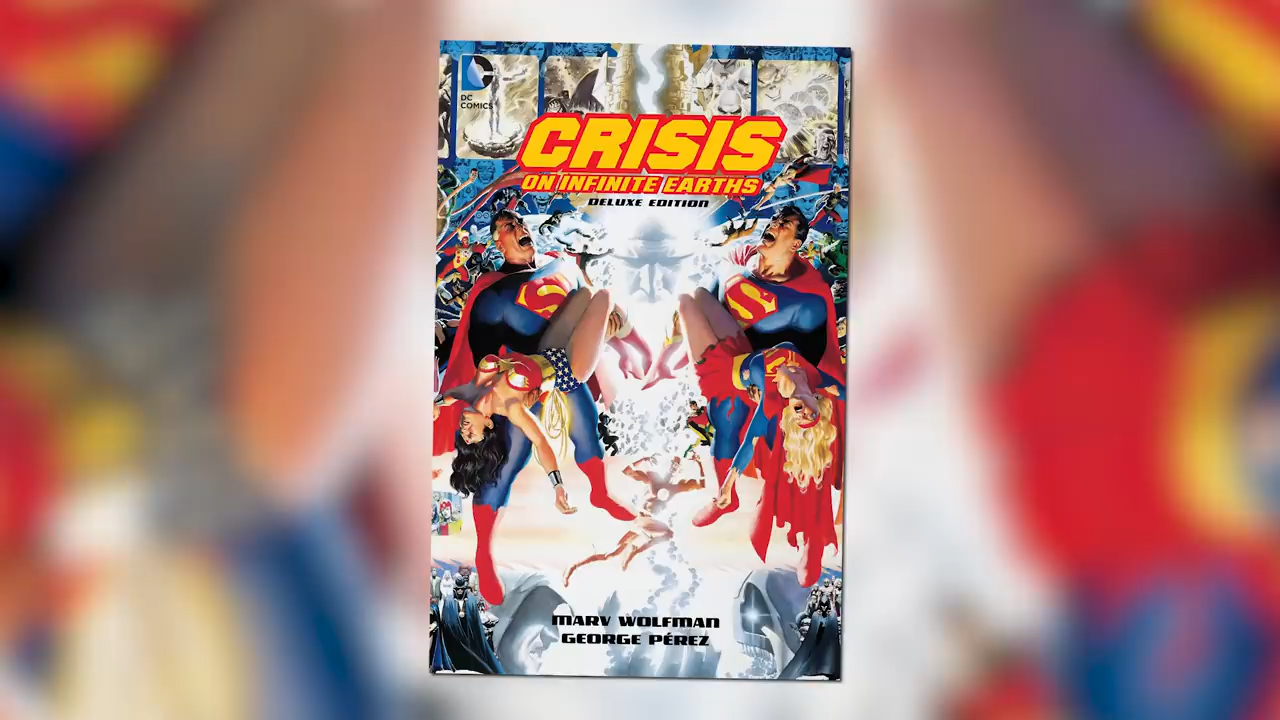 DC
COMICS
CRISIS
ON INFINITE EARTHS
DELUXE EDITION
MARV WOLFMAN
GEORGE PÉREZ